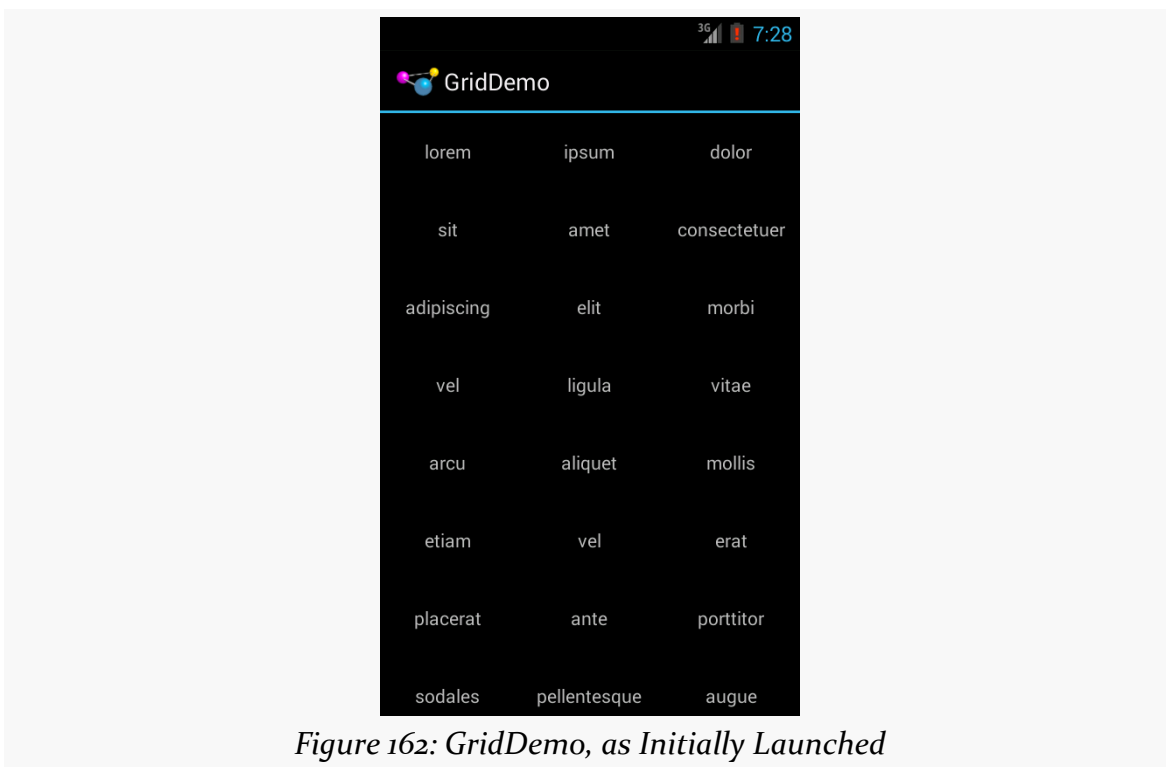 3G 7:28
GridDemo
lorem ipsum dolor
sit amet consectetuer
adipiscing elit morbi
vel ligula vitae
arcu aliquet mollis
etiam vel erat
placerat ante porttitor
sodales pellentesque augue
Figure 162: GridDemo, as Initially Launched